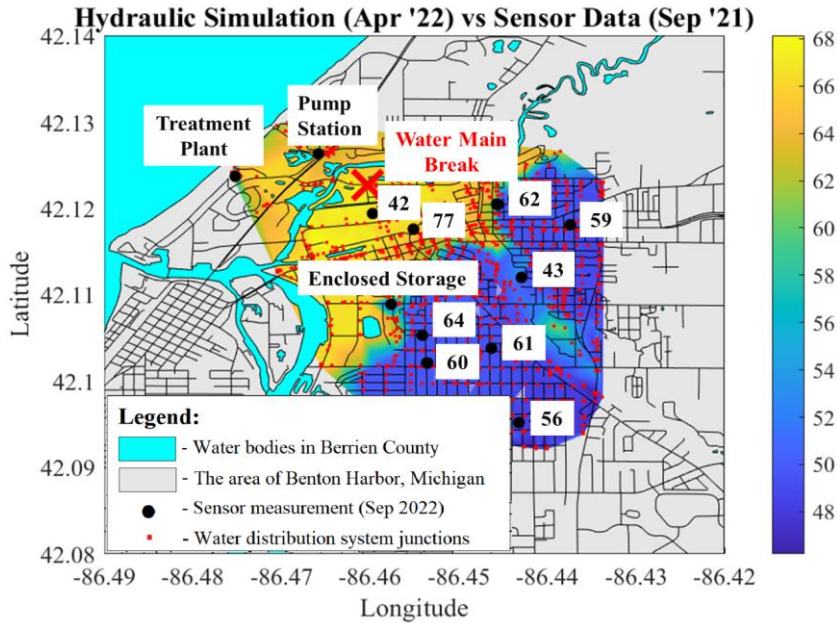 Hydraulic Simulation (Apr '22) vs Sensor Data (Sep '21)
42.14
42.13
42.12
42.11
42.1
42.09
42.08
Latitude
-86.49
-86.48
-86.47
-86.46
-86.45
-86.44
-86.43
-86.42
Longitude
68
66
64
62
60
58
56
54
52
50
48
Treatment
Plant
Pump
Station
Water Main
Break
42
77
62
59
43
Enclosed Storage
64
60
61
56
Legend:
- Water bodies in Berrien County
- The area of Benton Harbor, Michigan
- Sensor measurement (Sep 2022)
- Water distribution system junctions